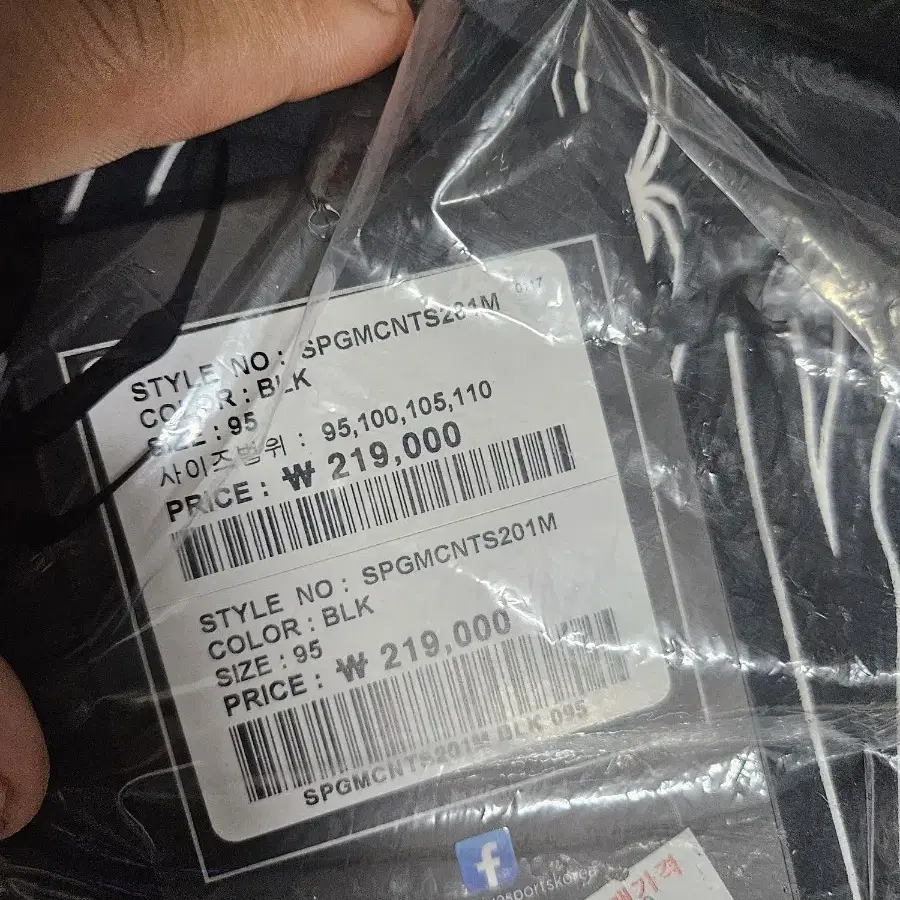 STYLE NO : SPGMCNTS201M
COLOR : BLK
SIZE : 95
사이즈범위 : 95,100,105,110
PRICE : ₩ 219,000
STYLE NO : SPGMCNTS201M
COLOR : BLK
SIZE : 95
PRICE : ₩ 219,000
SPGMCNTS201M BLK 095
f